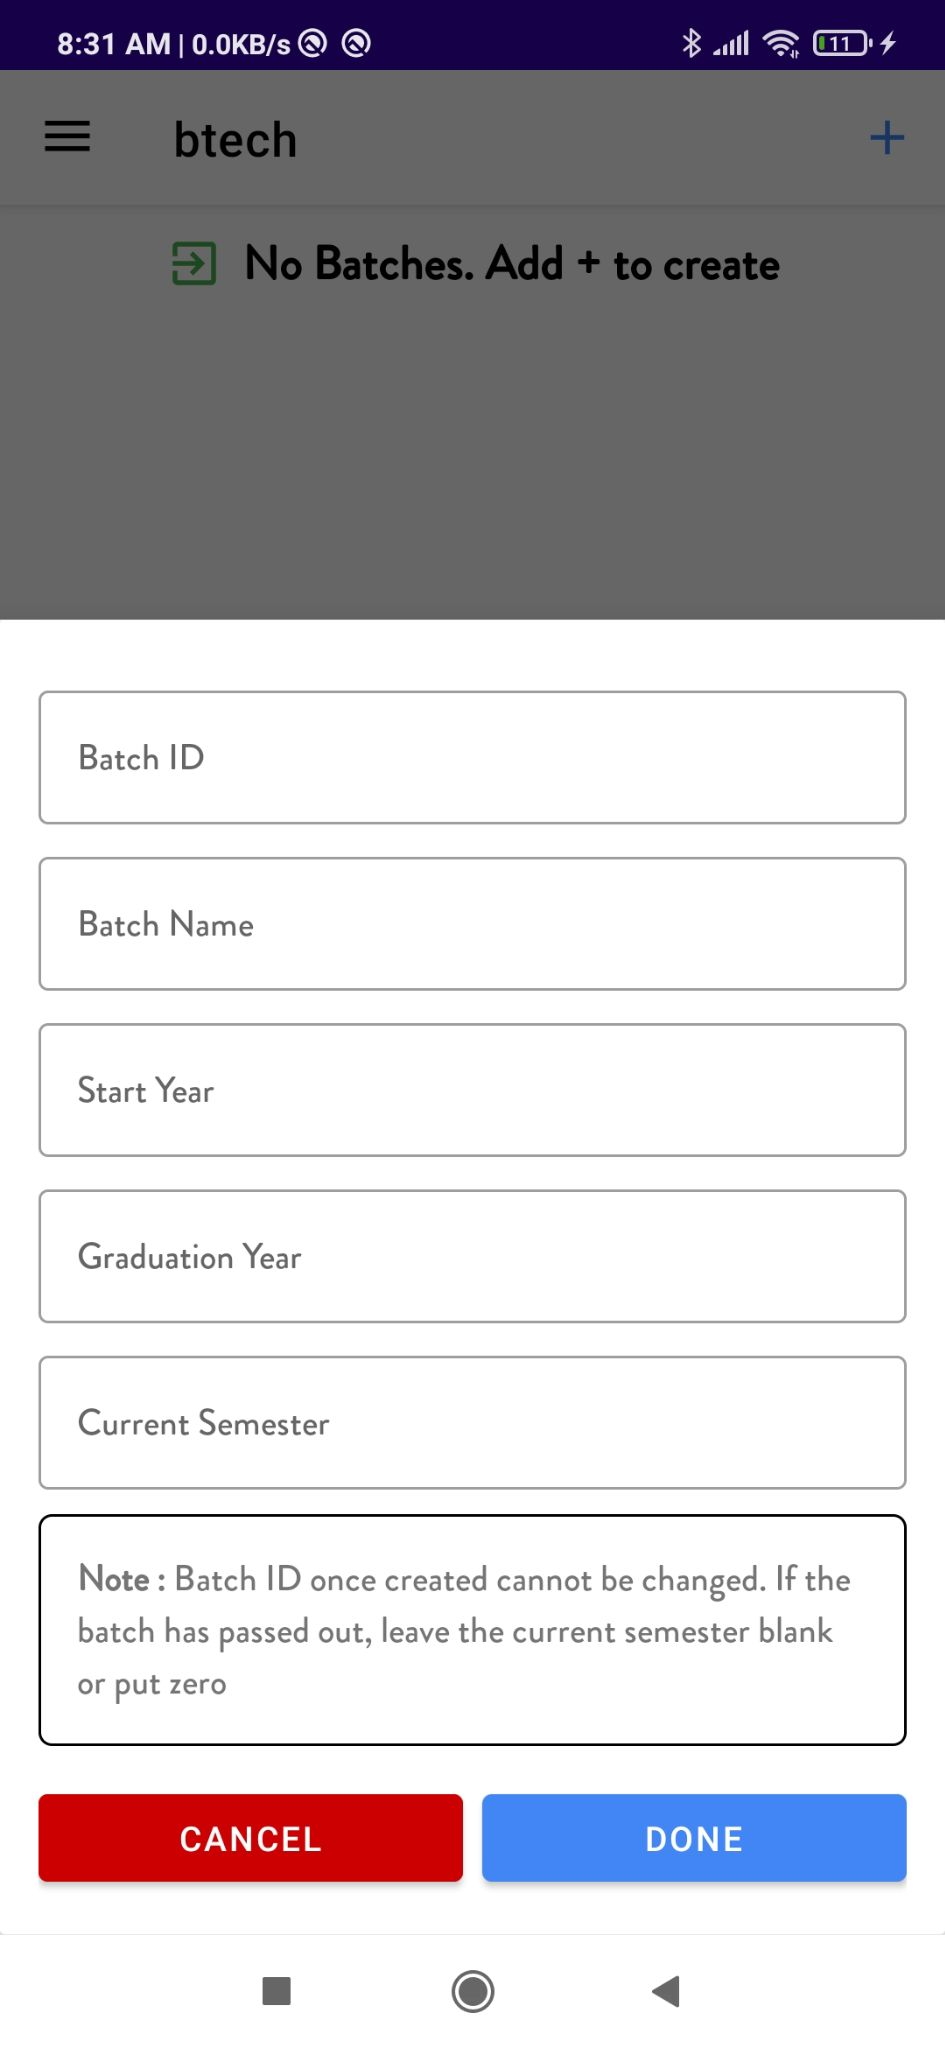 8:31 AM | 0.0KB/s 11
btech
No Batches. Add + to create
Batch ID
Batch Name
Start Year
Graduation Year
Current Semester
Note : Batch ID once created cannot be changed. If the
batch has passed out, leave the current semester blank
or put zero
CANCEL DONE